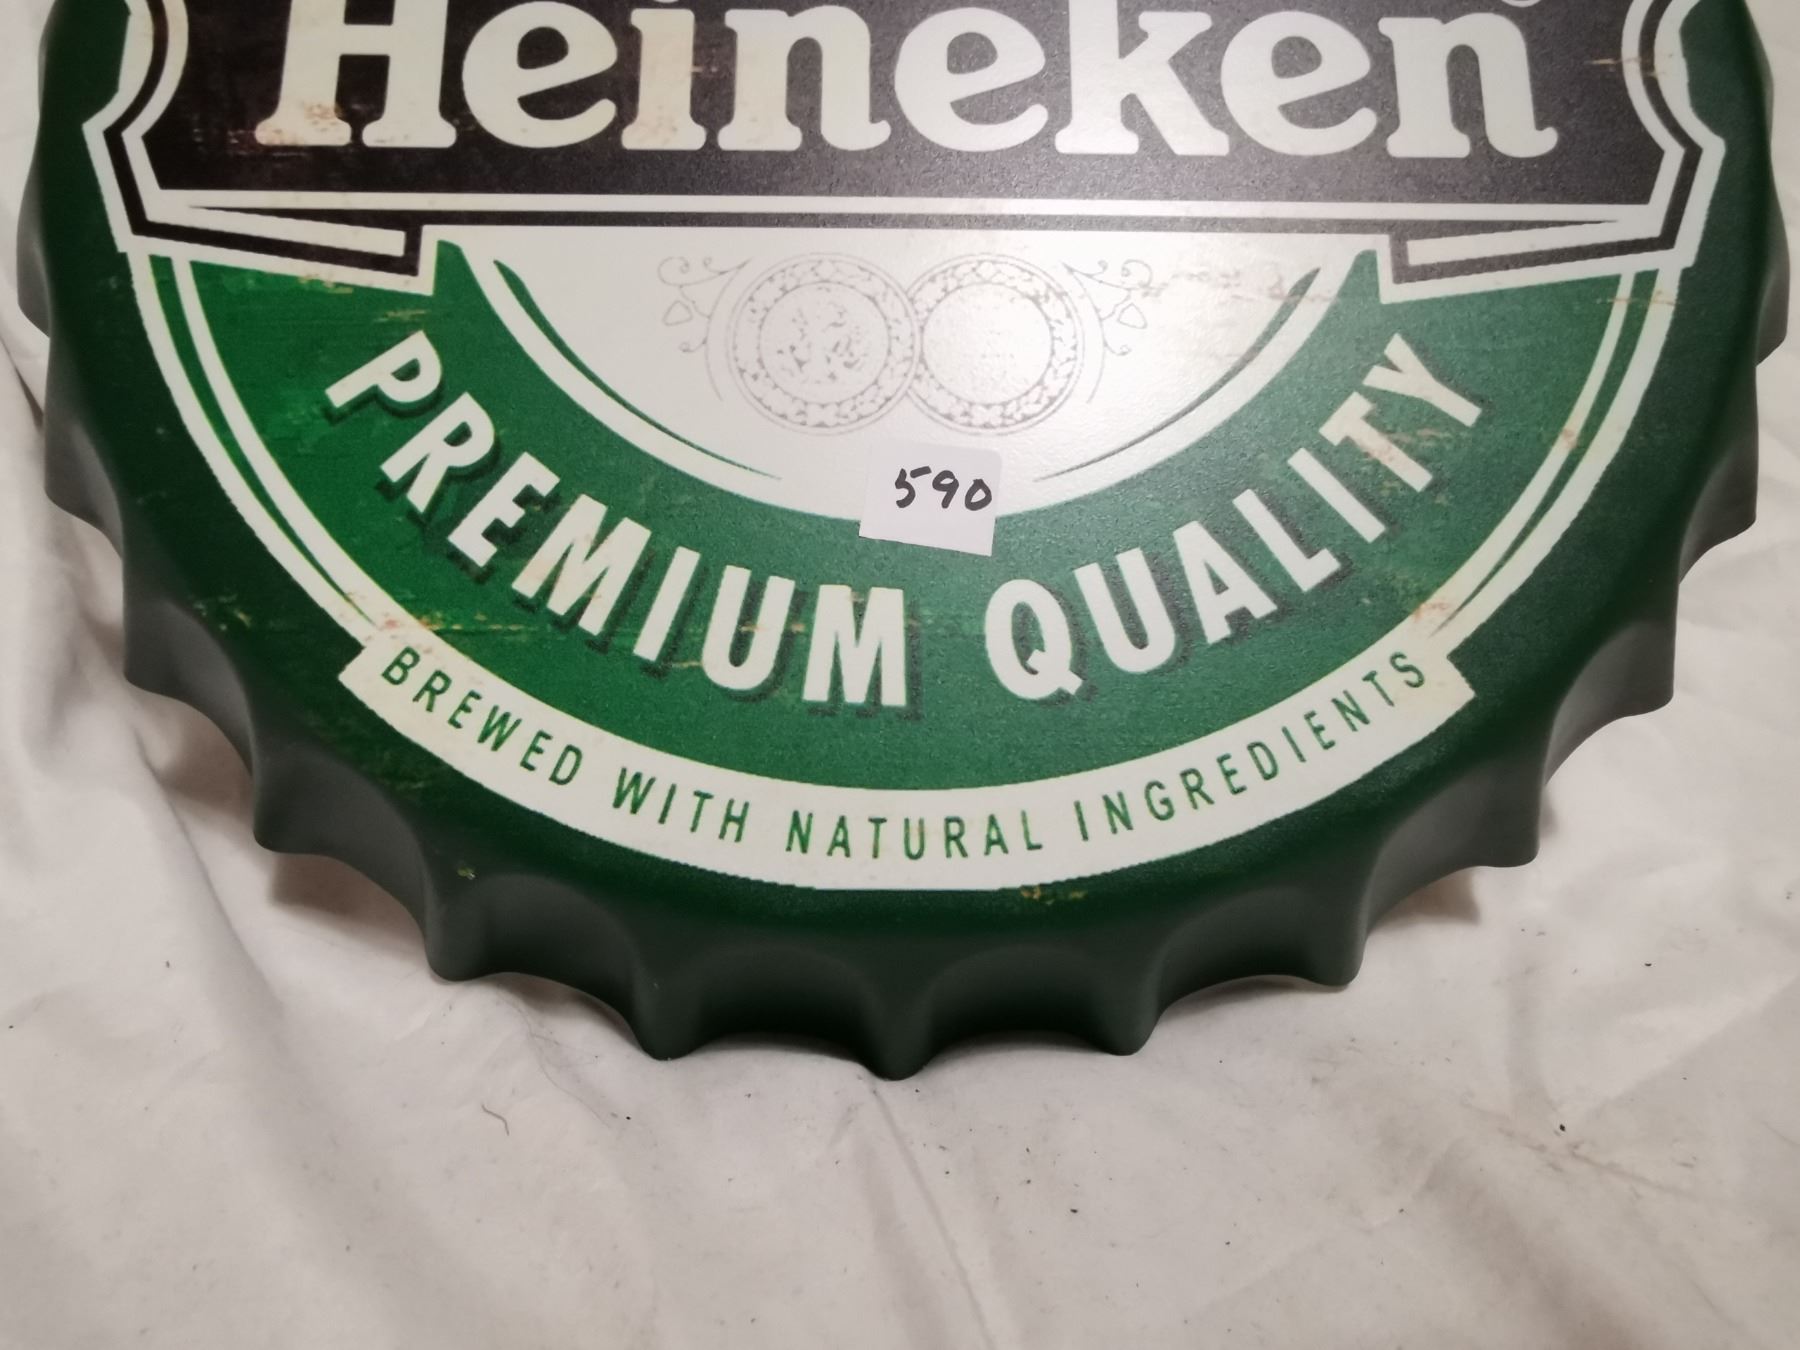 Heineken
590
PREMIUM QUALITY
BREWED WITH NATURAL INGREDIENTS